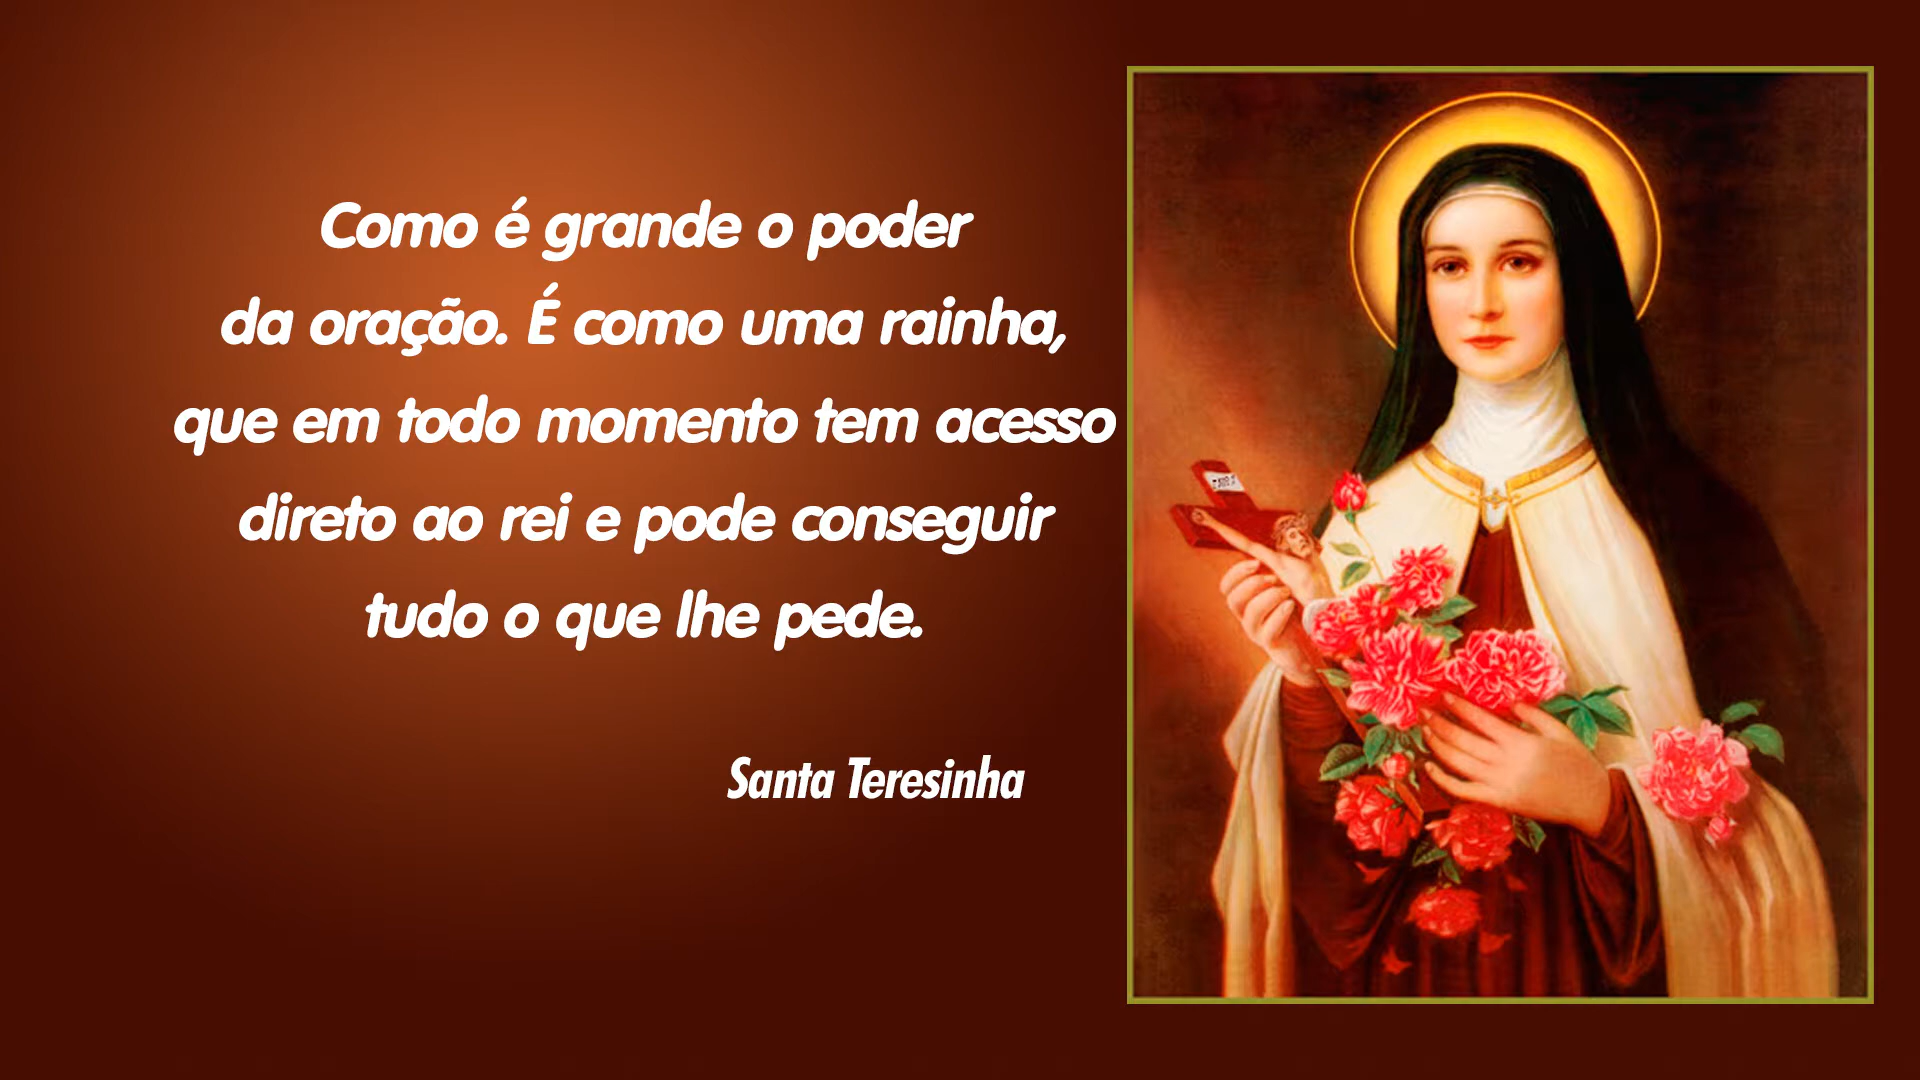 Como é grande o poder
da oração. É como uma rainha,
que em todo momento tem acesso
direto ao rei e pode conseguir
tudo o que lhe pede.
Santa Teresinha